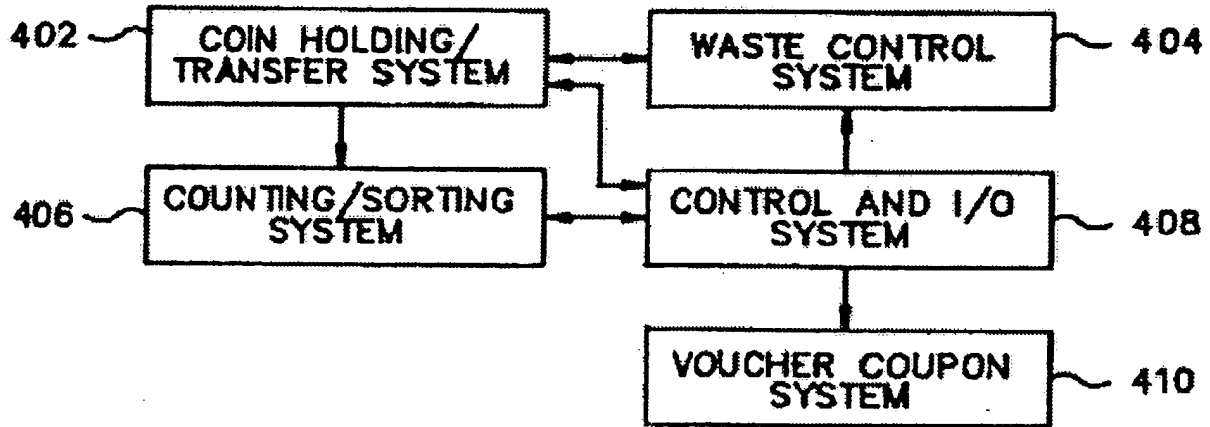 402
COIN HOLDING/
TRANSFER SYSTEM
WASTE CONTROL
SYSTEM
404
406
COUNTING/SORTING
SYSTEM
CONTROL AND I/O
SYSTEM
408
VOUCHER COUPON
SYSTEM
410